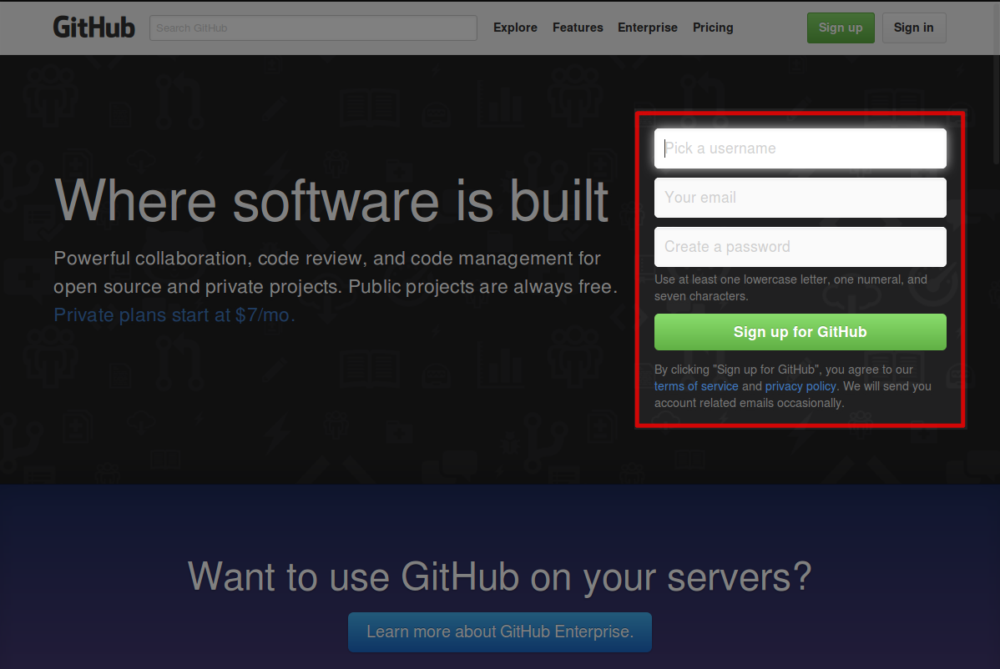 GitHub
Search GitHub
Explore
Features
Enterprise
Pricing
Sign up
Sign in
Where software is built
Powerful collaboration, code review, and code management for
open source and private projects. Public projects are always free.
Private plans start at $7/mo.
Pick a username
Your email
Create a password
Use at least one lowercase letter, one numeral, and
seven characters.
Sign up for GitHub
By clicking "Sign up for GitHub", you agree to our
terms of service and privacy policy. We will send you
account related emails occasionally.
Want to use GitHub on your servers?
Learn more about GitHub Enterprise.